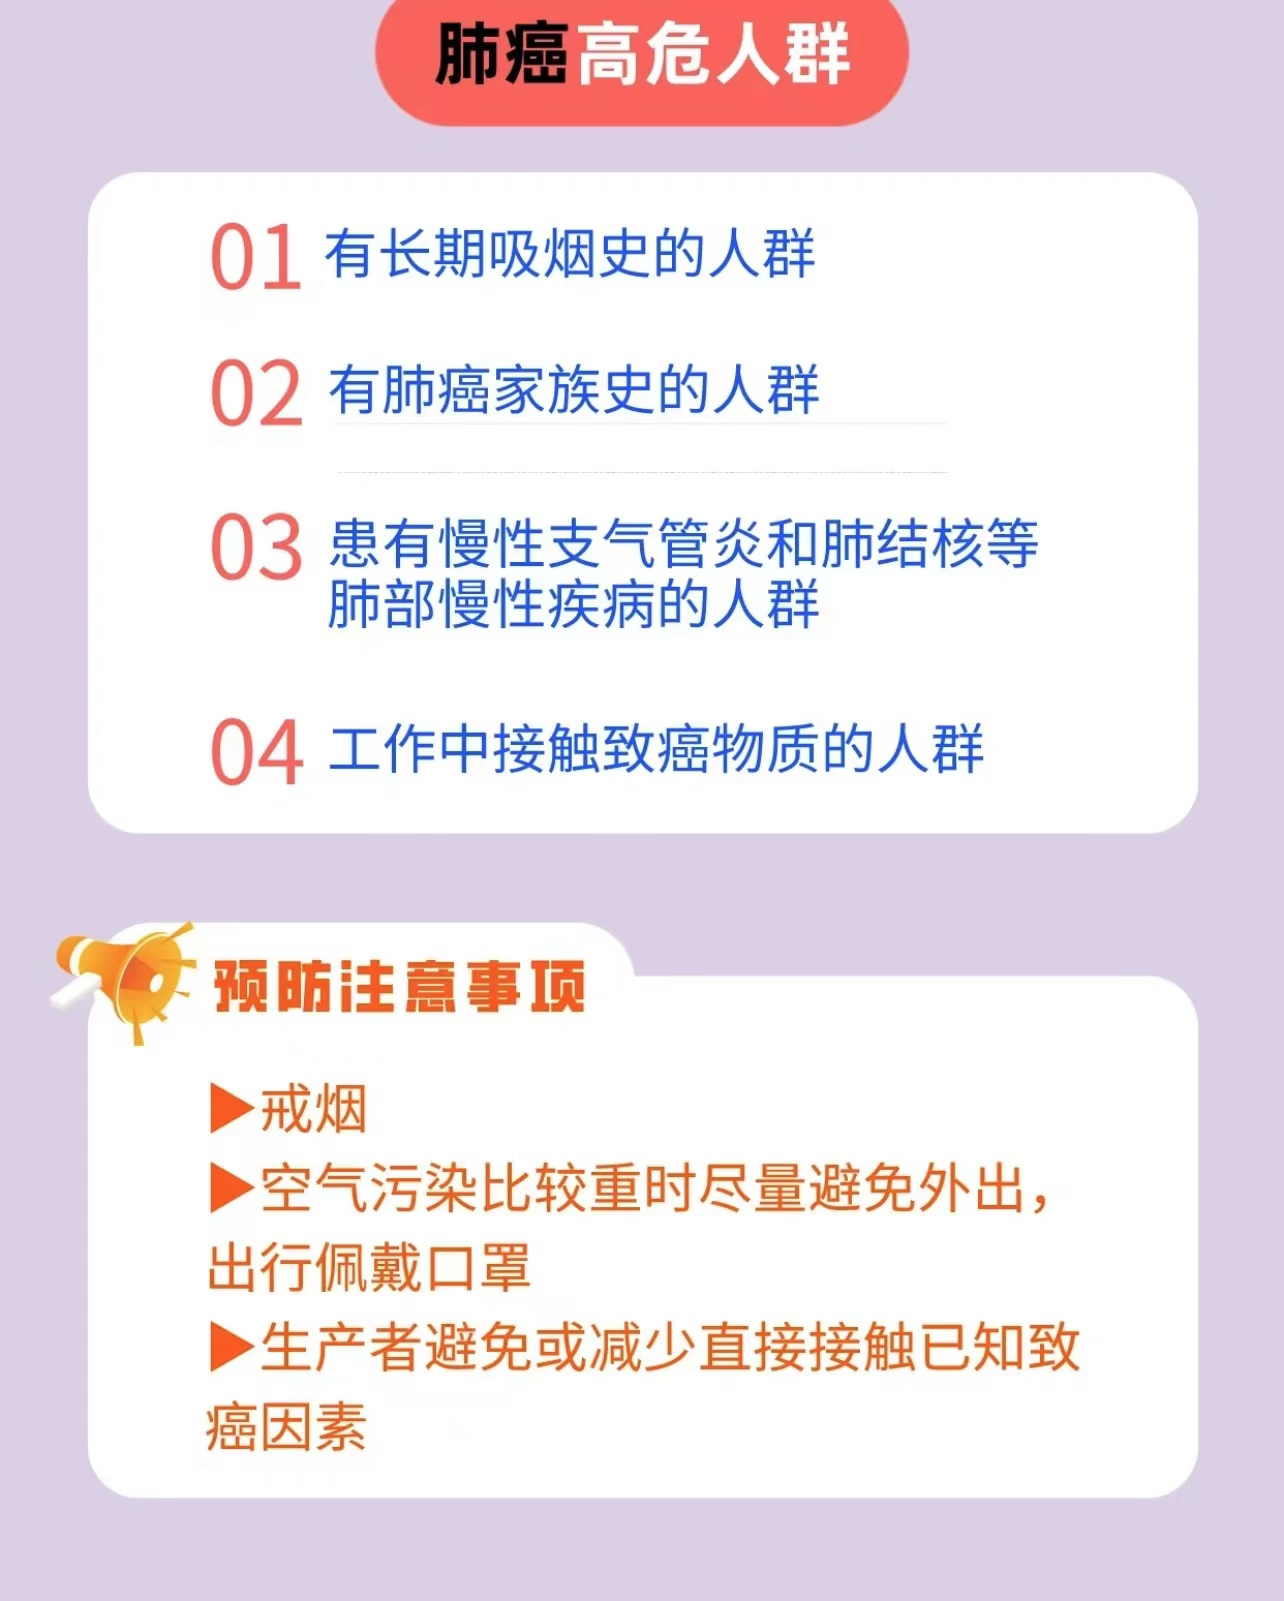 肺癌高危人群
01 有长期吸烟史的人群
02 有肺癌家族史的人群
03 患有慢性支气管炎和肺结核等
肺部慢性疾病的人群
04 工作中接触致癌物质的人群
预防注意事项
▶戒烟
▶空气污染比较重时尽量避免外出，
出行佩戴口罩
▶生产者避免或减少直接接触已知致
癌因素